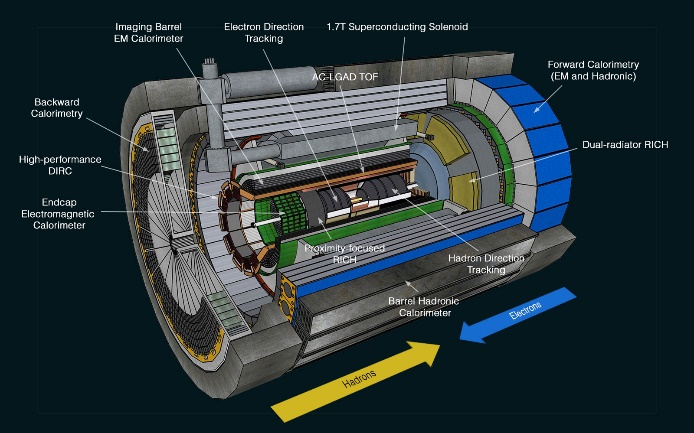 Imaging Barrel
EM Calorimeter
Electron Direction
Tracking
1.7T Superconducting Solenoid
AC-LGAD TOF
Forward Calorimetry
(EM and Hadronic)
Backward
Calorimetry
Dual-radiator RICH
High-performance
DIRC
Endcap
Electromagnetic
Calorimeter
Proximity-focused
RICH
Hadron Direction
Tracking
Barrel Hadronic
Calorimeter
Electrons
Hadrons